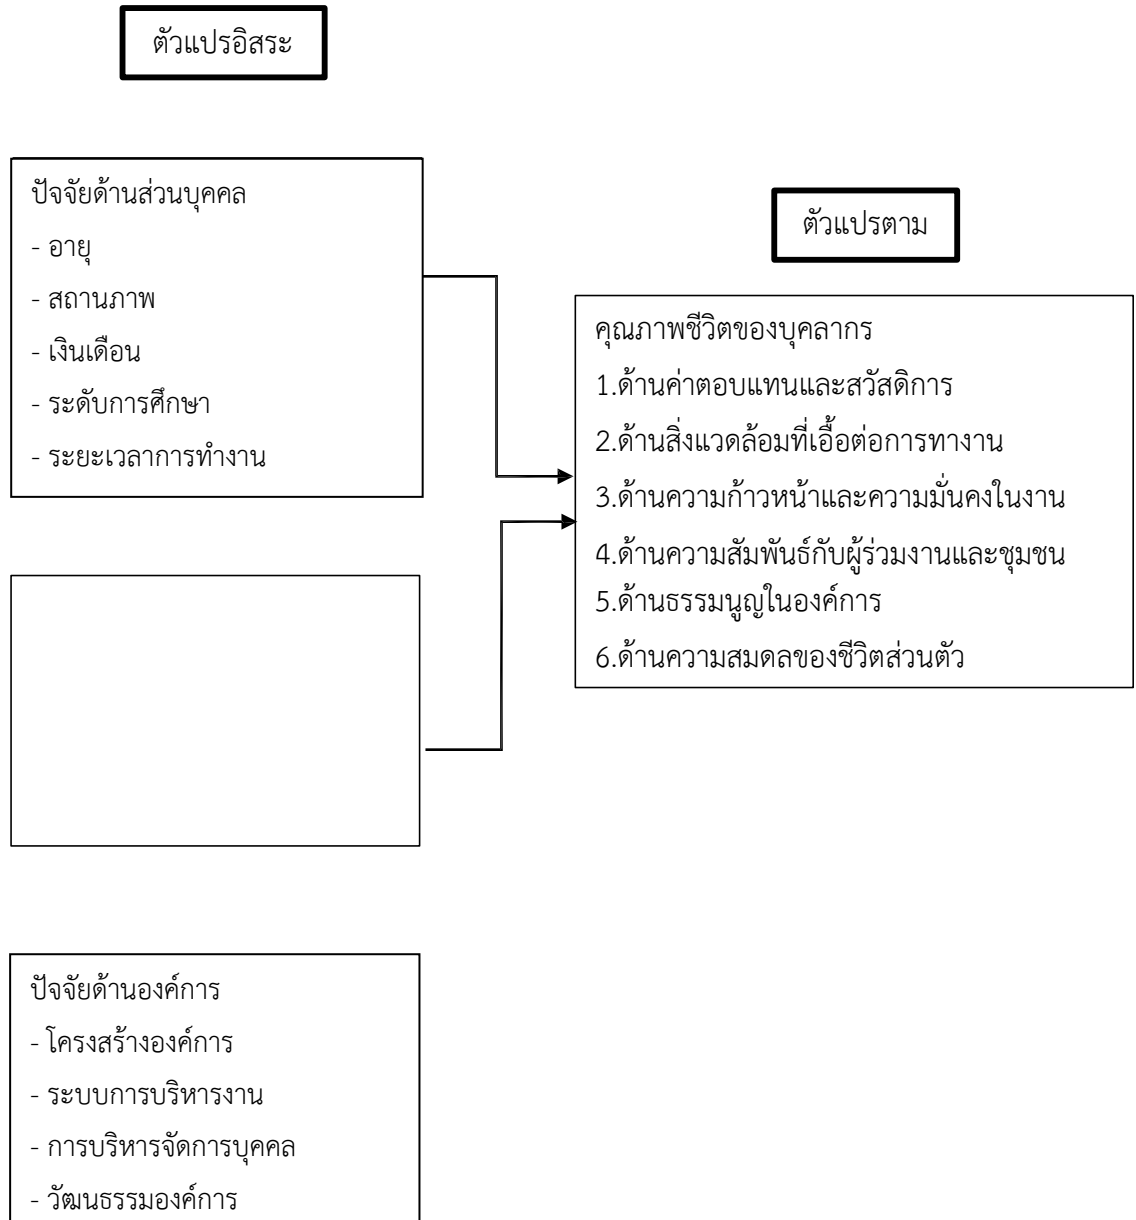 ตัวแปรอิสระ
ปัจจัยด้านส่วนบุคคล
- อายุ
- สถานภาพ
- เงินเดือน
- ระดับการศึกษา
- ระยะเวลาการทำงาน
ตัวแปรตาม
คุณภาพชีวิตของบุคลากร
1.ด้านค่าตอบแทนและสวัสดิการ
2.ด้านสิ่งแวดล้อมที่เอื้อต่อการทางาน
3.ด้านความก้าวหน้าและความมั่นคงในงาน
4.ด้านความสัมพันธ์กับผู้ร่วมงานและชุมชน
5.ด้านธรรมนูญในองค์การ
6.ด้านความสมดลของชีวิตส่วนตัว
ปัจจัยด้านองค์การ
- โครงสร้างองค์การ
- ระบบการบริหารงาน
- การบริหารจัดการบุคคล
- วัฒนธรรมองค์การ